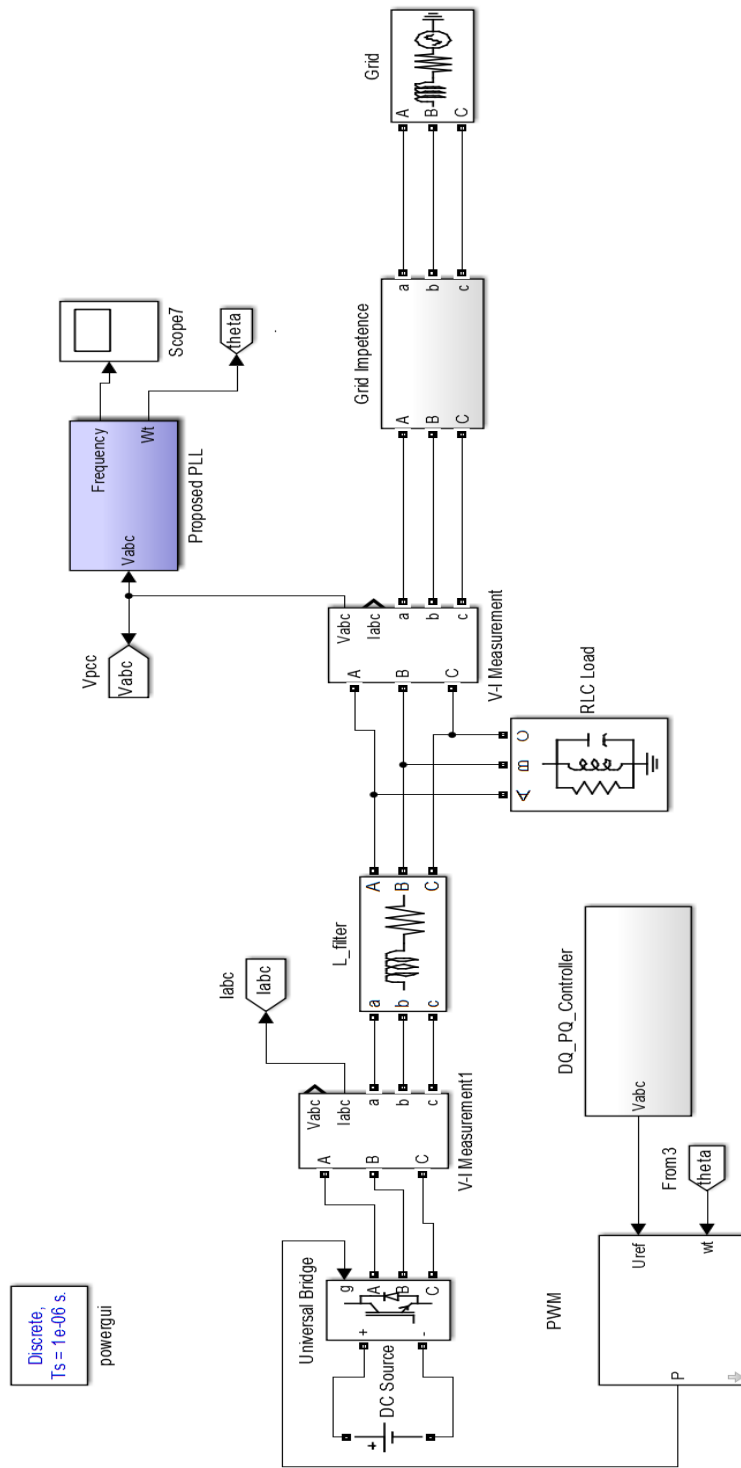 Discrete,
Ts = 1e-06 s.
powergui
Universal Bridge
g
A
B
C
+
-
DC Source
+
V-I Measurement1
A
B
C
Vabc
Iabc
a
b
c
Iabc
Iabc
L_filter
a
b
c
A
B
C
RLC Load
A
B
C
V-I Measurement
A
B
C
Vabc
Iabc
a
b
c
Vpcc
Vabc
Proposed PLL
Vabc
Frequency
Wt
Scope7
theta
Grid Impetence
A
B
C
a
b
c
Grid
A
B
C
PWM
P
Uref
wt
From3
theta
DQ_PQ_Controller
Vabc